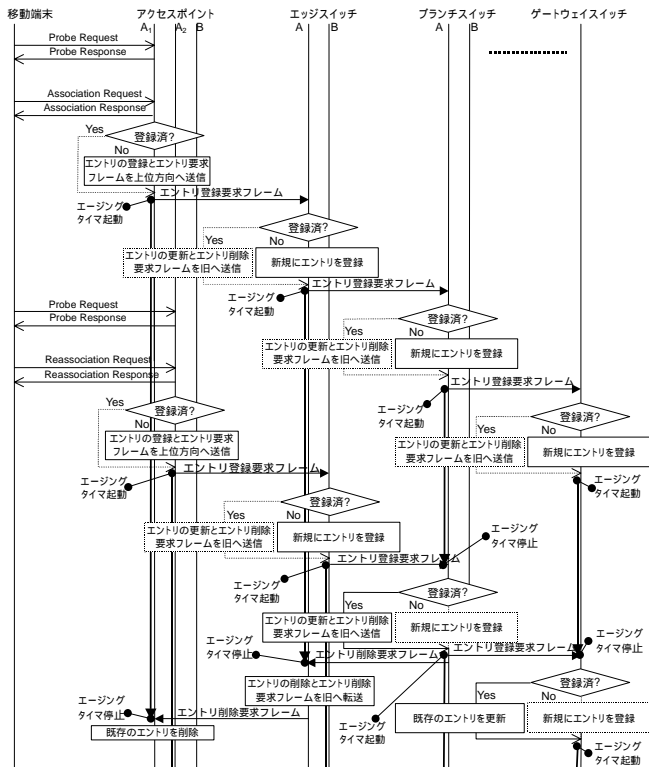 移動端末
アクセスポイント
エッジスイッチ
ブランチスイッチ
ゲートウェイスイッチ
A1 A2 B
A B
A B
Probe Request
Probe Response
Association Request
Association Response
登録済?
Yes
No
エントリの登録とエントリ要求
フレームを上位方向へ送信
エントリ登録要求フレーム
エージング
タイマ起動
登録済?
Yes
No
エントリの更新とエントリ削除
要求フレームを旧へ送信
新規にエントリを登録
エントリ登録要求フレーム
エージング
タイマ起動
Probe Request
Probe Response
登録済?
Yes
No
エントリの更新とエントリ削除
要求フレームを旧へ送信
新規にエントリを登録
Reassociation Request
Reassociation Response
エントリ登録要求フレーム
エージング
タイマ起動
登録済?
Yes
No
エントリの登録とエントリ要求
フレームを上位方向へ送信
登録済?
Yes
No
エントリの更新とエントリ削除
要求フレームを旧へ送信
新規にエントリを登録
エントリ登録要求フレーム
エージング
タイマ起動
エージング
タイマ起動
登録済?
Yes
No
エントリの更新とエントリ削除
要求フレームを旧へ送信
新規にエントリを登録
エージング
タイマ停止
エントリ登録要求フレーム
エージング
タイマ起動
登録済?
Yes
No
エントリの更新とエントリ削除
要求フレームを旧へ送信
新規にエントリを登録
エージング
タイマ停止
エントリ削除要求フレーム
エントリ登録要求フレーム
エージング
タイマ停止
エントリの削除とエントリ削除
要求フレームを旧へ転送
登録済?
Yes
No
エージング
タイマ停止
エントリ削除要求フレーム
既存のエントリを削除
エージング
タイマ起動
既存のエントリを更新
新規にエントリを登録
エージング
タイマ起動